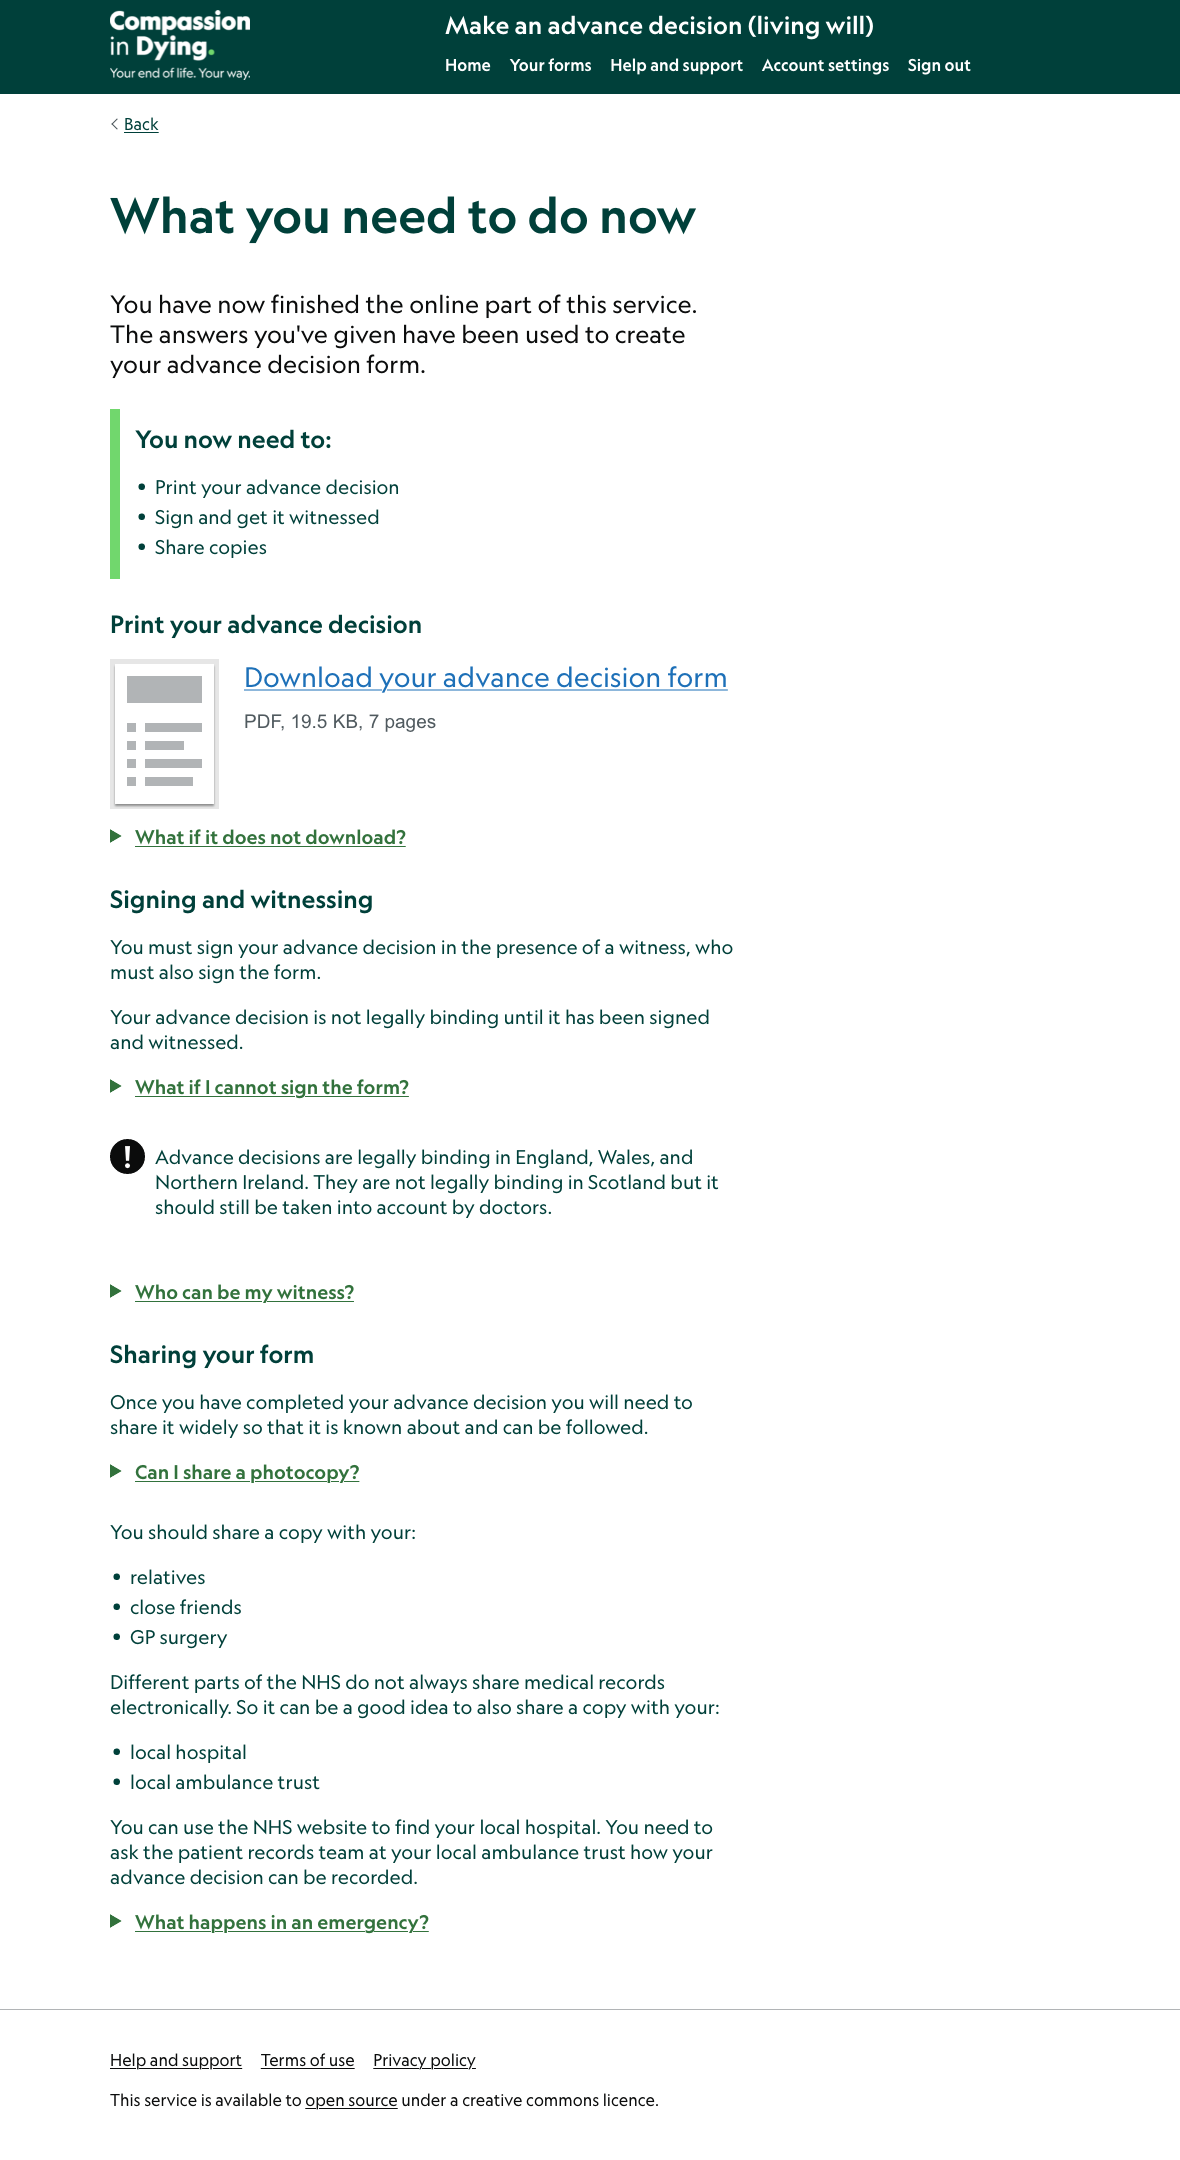 Compassion
in Dying.
Your end of life. Your way.
Make an advance decision (living will)
Home Your forms Help and support Account settings Sign out
Back
What you need to do now
You have now finished the online part of this service.
The answers you've given have been used to create
your advance decision form.
You now need to:
• Print your advance decision
• Sign and get it witnessed
• Share copies
Print your advance decision
Download your advance decision form
PDF, 19.5 KB, 7 pages
What if it does not download?
Signing and witnessing
You must sign your advance decision in the presence of a witness, who
must also sign the form.
Your advance decision is not legally binding until it has been signed
and witnessed.
What if I cannot sign the form?
! Advance decisions are legally binding in England, Wales, and
Northern Ireland. They are not legally binding in Scotland but it
should still be taken into account by doctors.
Who can be my witness?
Sharing your form
Once you have completed your advance decision you will need to
share it widely so that it is known about and can be followed.
Can I share a photocopy?
You should share a copy with your:
• relatives
• close friends
• GP surgery
Different parts of the NHS do not always share medical records
electronically. So it can be a good idea to also share a copy with your:
• local hospital
• local ambulance trust
You can use the NHS website to find your local hospital. You need to
ask the patient records team at your local ambulance trust how your
advance decision can be recorded.
What happens in an emergency?
Help and support Terms of use Privacy policy
This service is available to open source under a creative commons licence.